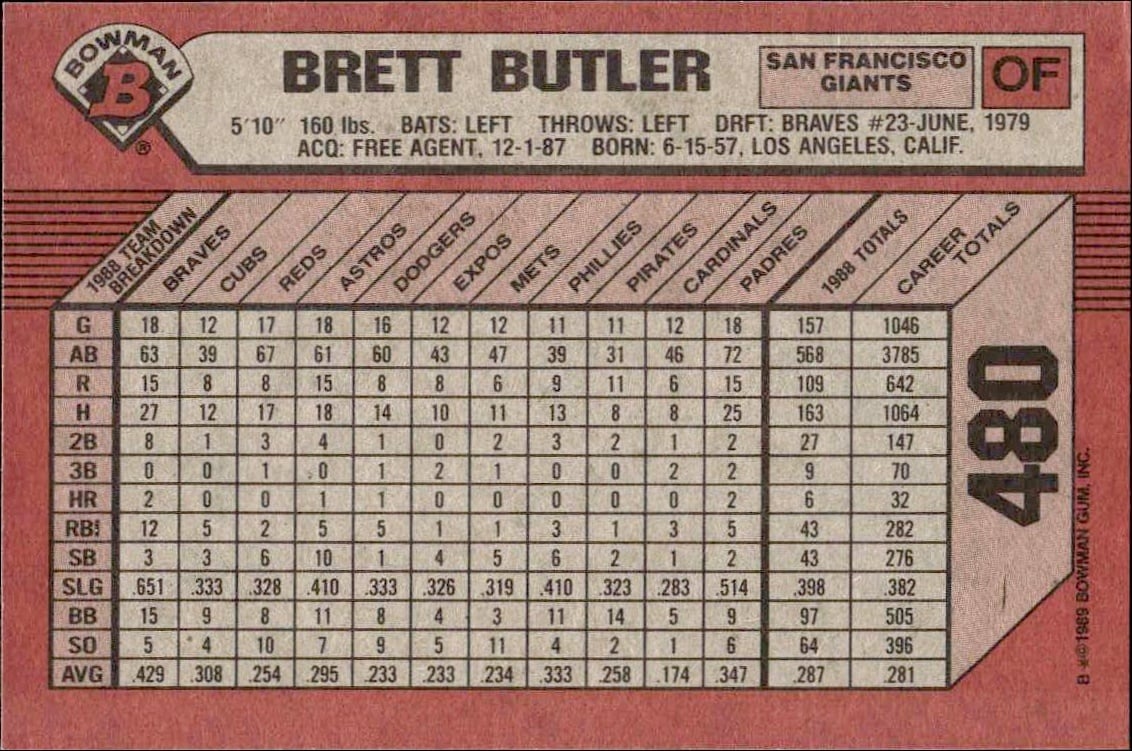 BOWMAN
B
®
BRETT BUTLER
SAN FRANCISCO
GIANTS
OF
5'10" 160 lbs. BATS: LEFT THROWS: LEFT DRFT: BRAVES #23-JUNE, 1979
ACQ: FREE AGENT, 12-1-87 BORN: 6-15-57, LOS ANGELES, CALIF.
1988 TEAM
BREAKDOWN
BRAVES
CUBS
REDS
ASTROS
DODGERS
EXPOS
METS
PHILLIES
PIRATES
CARDINALS
PADRES
1988 TOTALS
CAREER
TOTALS
G 18 12 17 18 16 12 12 11 11 12 18 157 1046
AB 63 39 67 61 60 43 47 39 31 46 72 568 3785
R 15 8 8 15 8 8 6 9 11 6 15 109 642
H 27 12 17 18 14 10 11 13 8 8 25 163 1064
2B 8 1 3 4 1 0 2 3 2 1 2 27 147
3B 0 0 1 0 1 2 1 0 0 2 2 9 70
HR 2 0 0 1 1 0 0 0 0 0 2 6 32
RBI 12 5 2 5 5 1 1 3 1 3 5 43 282
SB 3 3 6 10 1 4 5 6 2 1 2 43 276
SLG .651 .333 .328 .410 .333 .326 .319 .410 .323 .283 .514 .398 .382
BB 15 9 8 11 8 4 3 11 14 5 9 97 505
SO 5 4 10 7 9 5 11 4 2 1 6 64 396
AVG .429 .308 .254 .295 .233 .233 .234 .333 .258 .174 .347 .287 .281
480
B *©1989 BOWMAN GUM, INC.